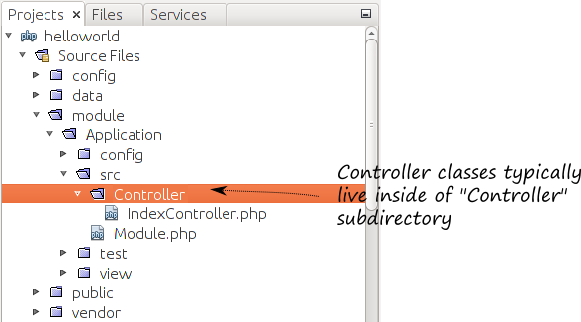 Projects × Files Services
helloworld
Source Files
config
data
module
Application
config
src
Controller
IndexController.php
Module.php
test
view
public
vendor
Controller classes typically
live inside of "Controller"
subdirectory